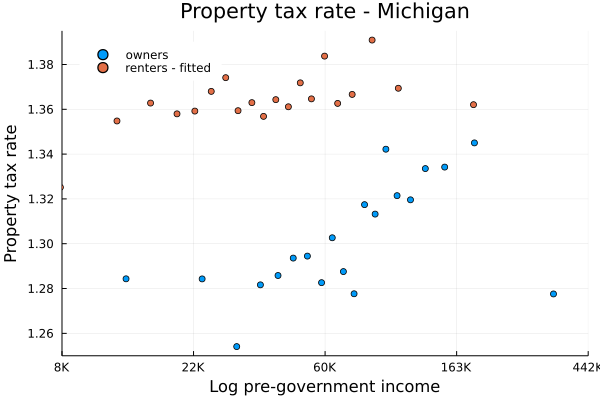 Property tax rate - Michigan
owners
renters - fitted
Property tax rate
1.38
1.36
1.34
1.32
1.30
1.28
1.26
8K 22K 60K 163K 442K
Log pre-government income